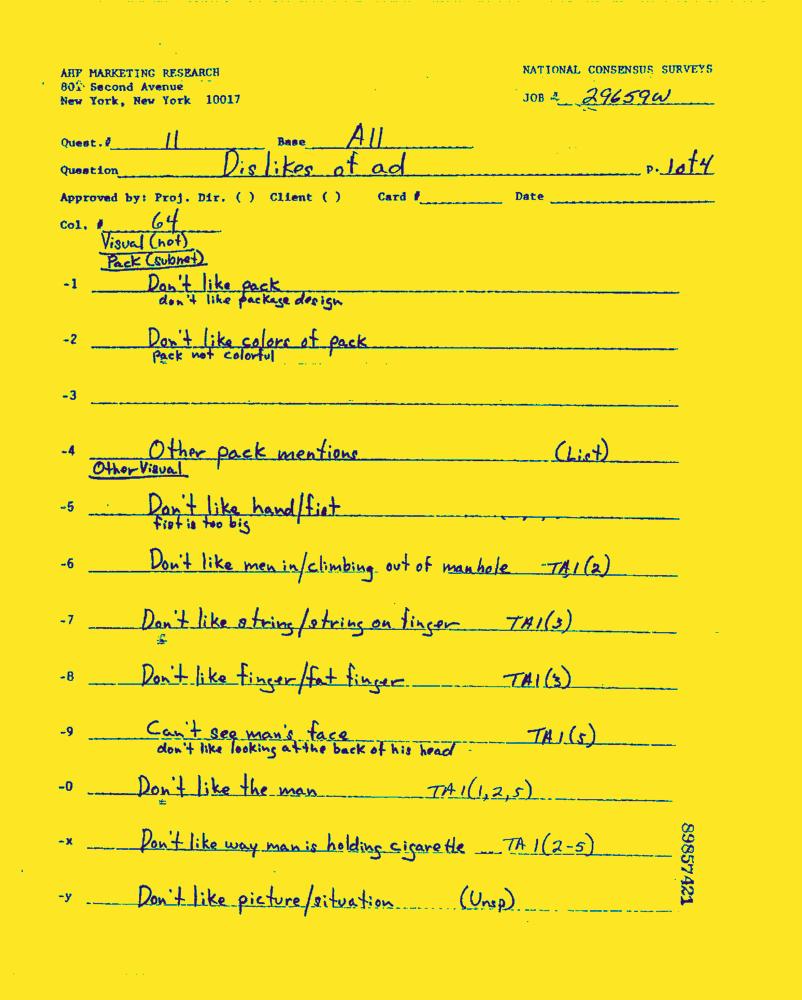 AHF MARKETING RESEARCH
801 Second Avenue
New York, New York 10017
NATIONAL CONSENSUS SURVEYS
JOB # 29659W
Quest.# 11 Base All
Question Dislikes of ad p. 1 of 4
Approved by: Proj. Dir. ( ) Client ( ) Card # Date
Col. # 64
Visual (net)
Pack (subnet)
-1 Don't like pack
don't like package design
-2 Don't like colors of pack
Pack not colorful
-3
-4 Other pack mentions (List)
Other Visual
-5 Don't like hand/fist
fist is too big
-6 Don't like men in/climbing out of manhole TA1(2)
-7 Don't like string/string on finger TA1(3)
-8 Don't like finger/fat finger TA1(3)
-9 Can't see man's face TA1(5)
don't like looking at the back of his head
-0 Don't like the man TA1(1,2,5)
-x Don't like way man is holding cigarette TA1(2-5)
-y Don't like picture/situation (Unsp)
89857421